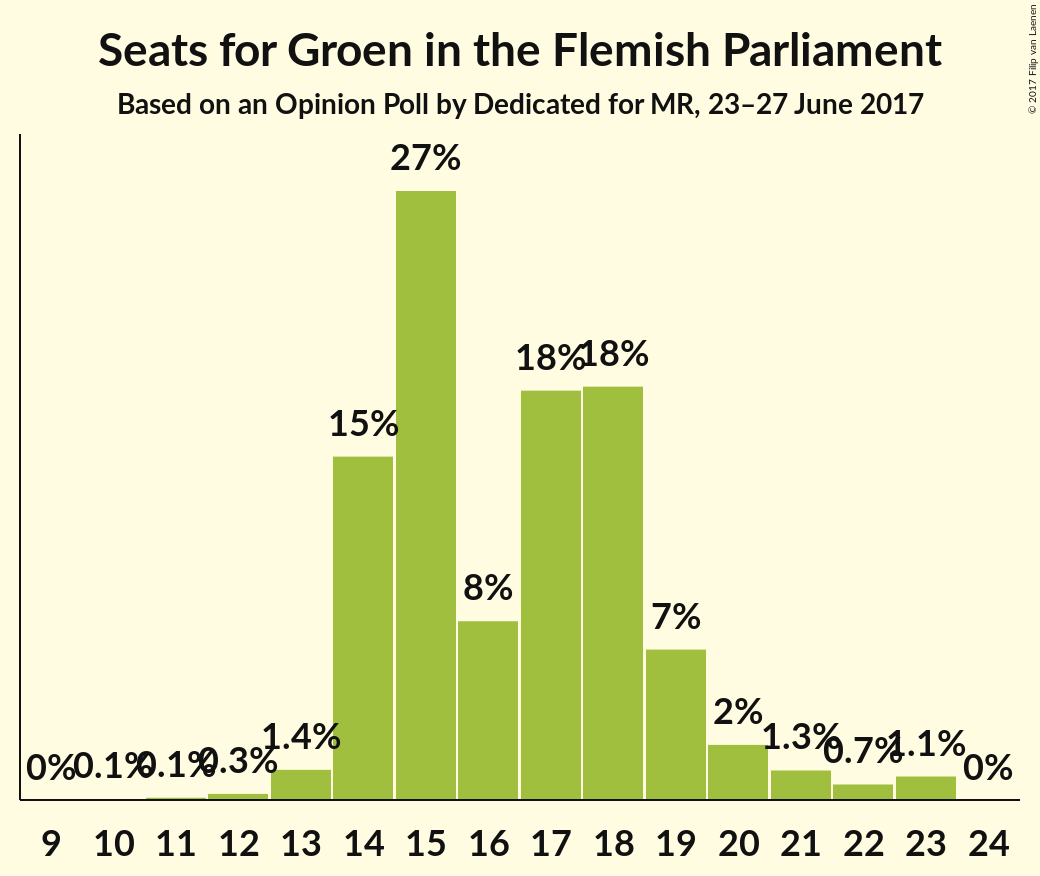 Seats for Groen in the Flemish Parliament
Based on an Opinion Poll by Dedicated for MR, 23–27 June 2017
© 2017 Filip van Laenen
0% 0.1% 0.1% 0.3% 1.4% 15% 27% 8% 18% 18% 7% 2% 1.3% 0.7% 1.1% 0%
9 10 11 12 13 14 15 16 17 18 19 20 21 22 23 24